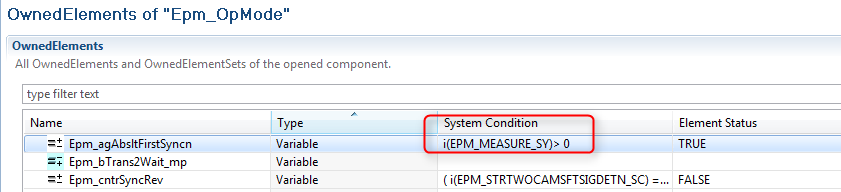 OwnedElements of "Epm_OpMode"
OwnedElements
All OwnedElements and OwnedElementSets of the opened component.
type filter text
Name Type System Condition Element Status
Epm_agAbsltFirstSyncn Variable i(EPM_MEASURE_SY)> 0 TRUE
Epm_bTrans2Wait_mp Variable
Epm_cntrSyncRev Variable ( i(EPM_STRTWOCAMSFTSIGDETN_SC) =... FALSE